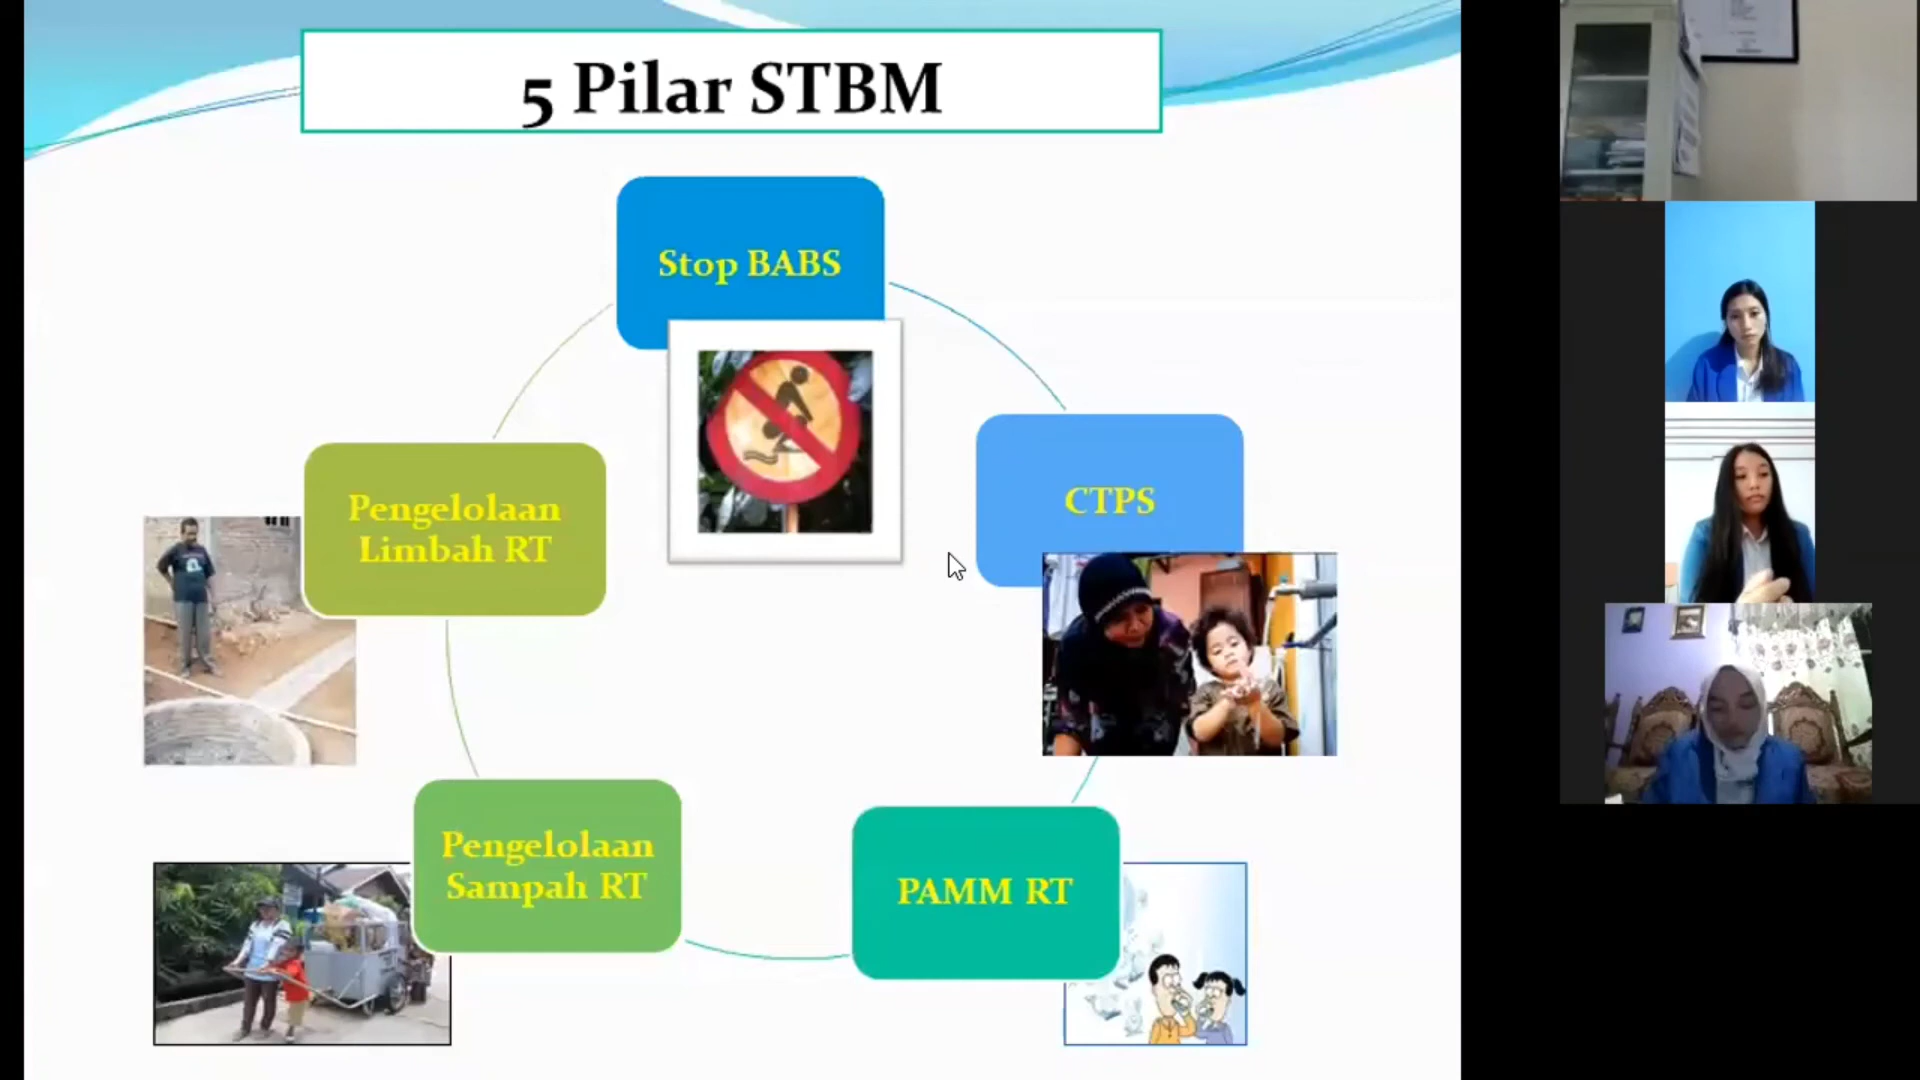 5 Pilar STBM
Stop BABS
CTPS
PAMM RT
Pengelolaan
Sampah RT
Pengelolaan
Limbah RT